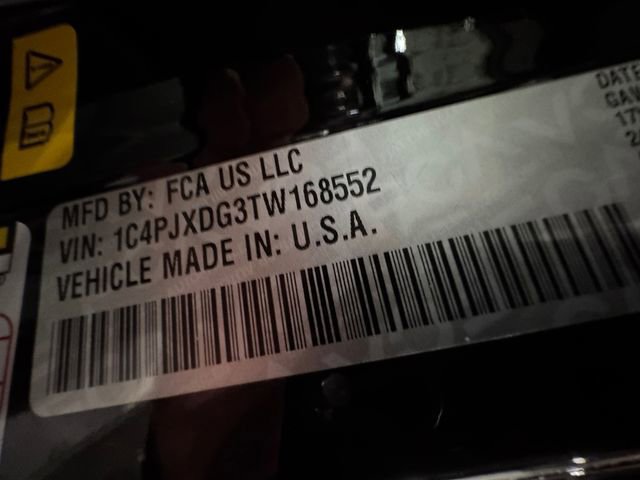 MFD BY: FCA US LLC
VIN: 1C4PJXDG3TW168552
VEHICLE MADE IN: U.S.A.
DATE